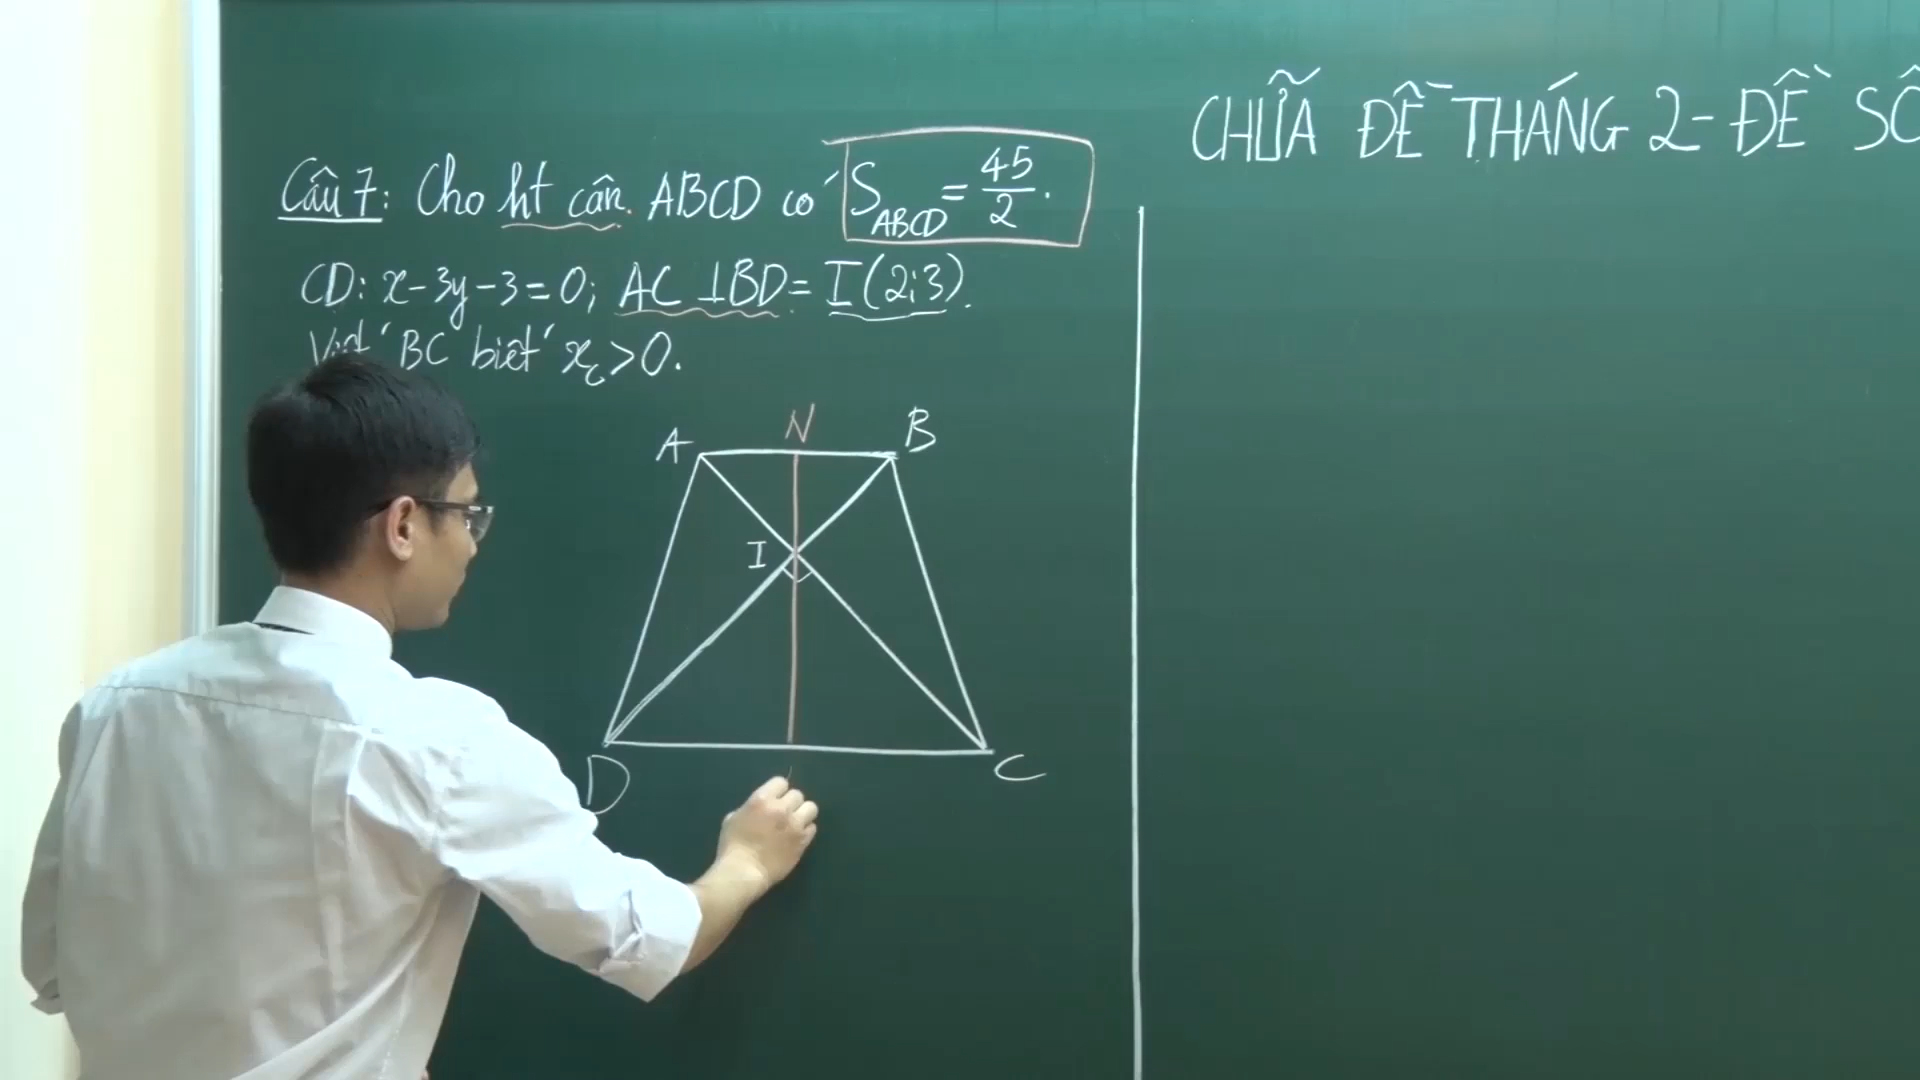 CHỮA ĐỀ THÁNG 2 - ĐỀ SỐ
Câu 7: Cho ht cân ABCD có S_ABCD = 45/2.
CD: x - 3y - 3 = 0; AC ⊥ BD = I(2;3).
Viết BC biết x_C > 0.
A N B
I
D C